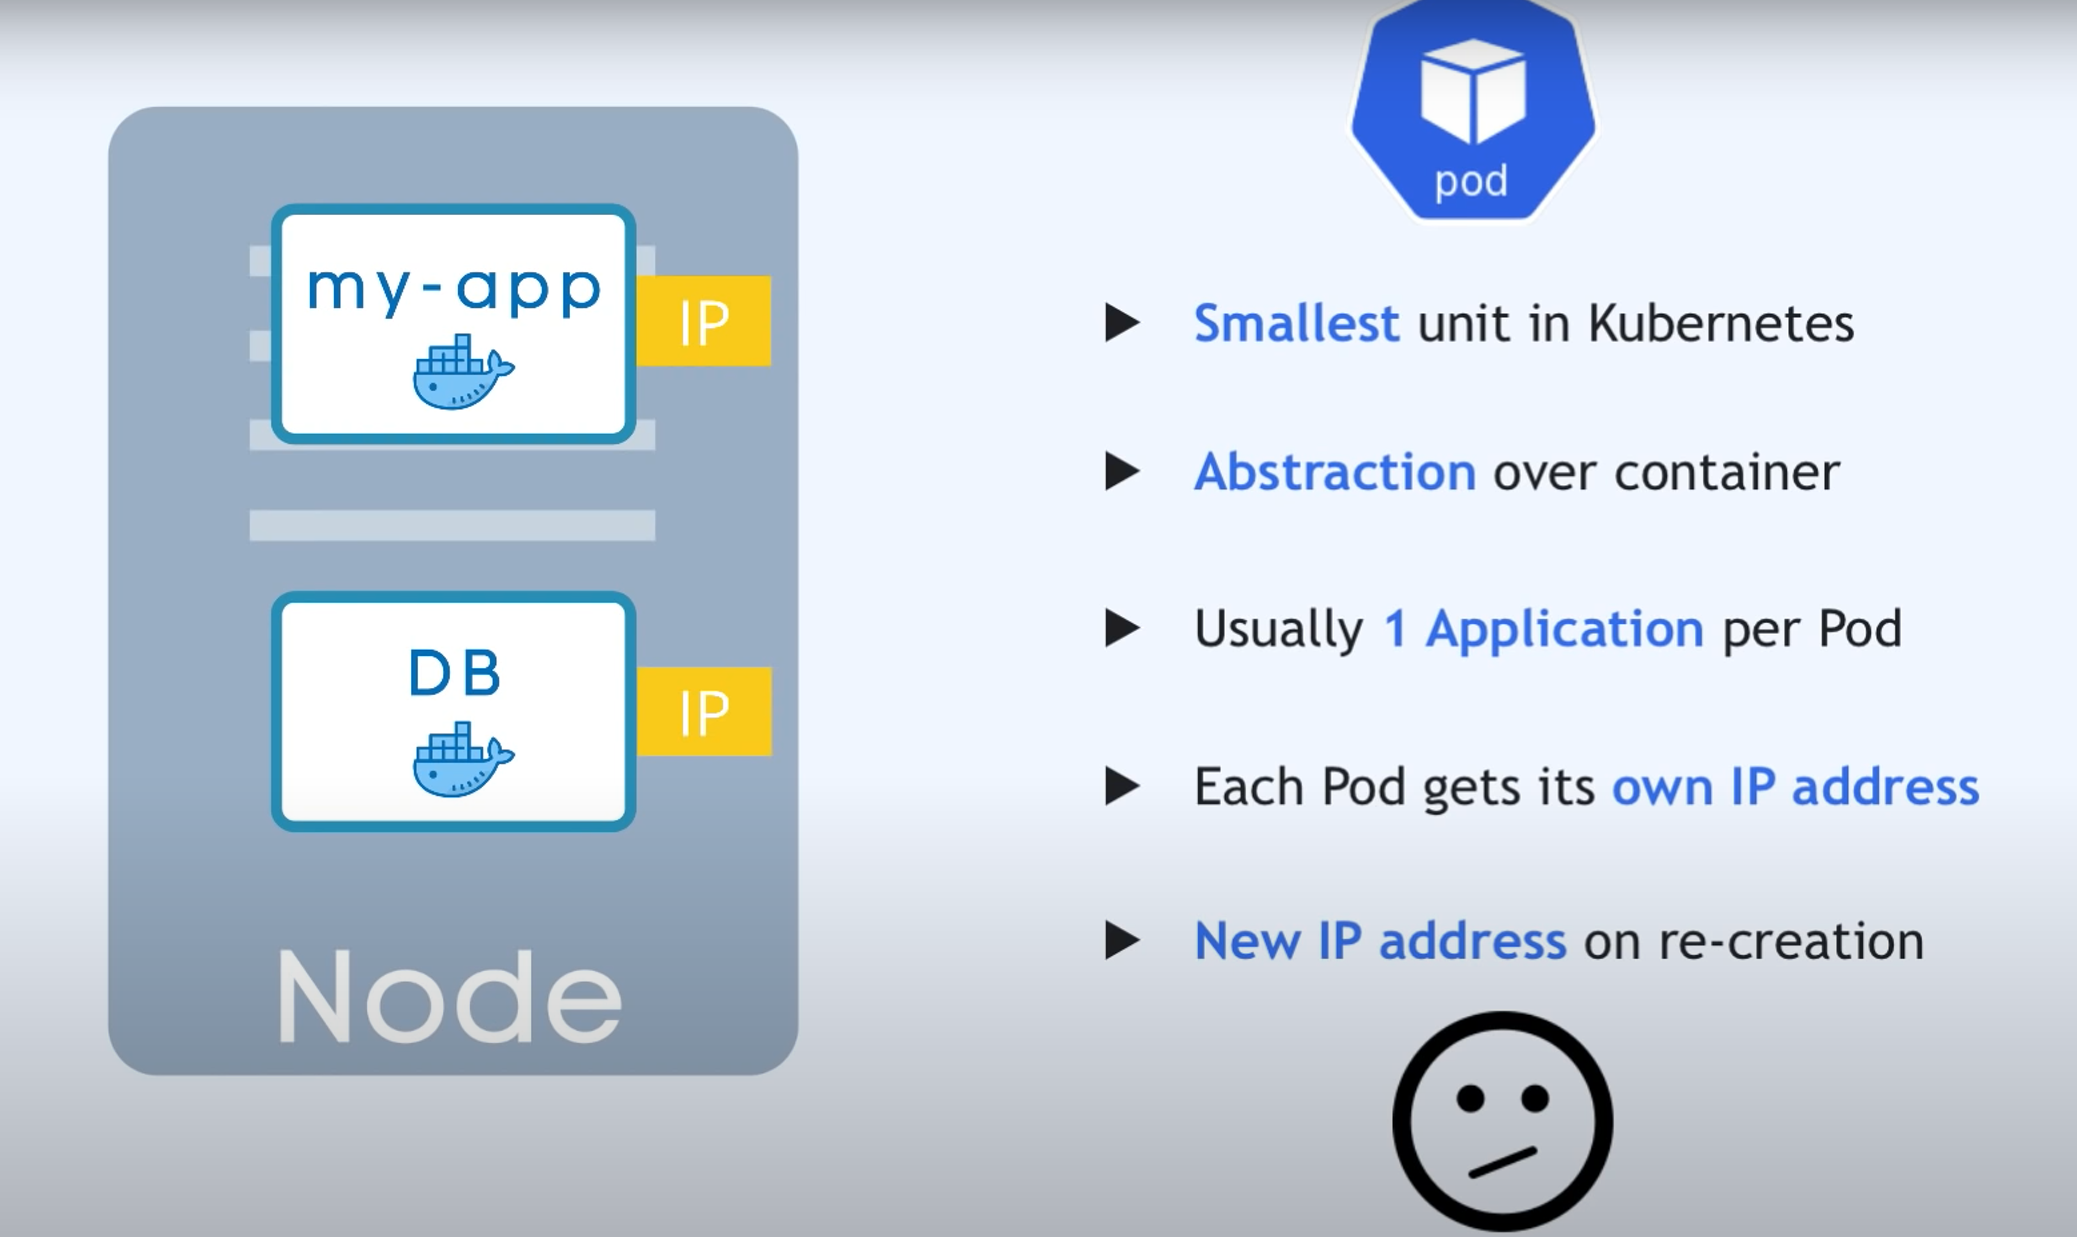 my-app
IP
DB
IP
Node
pod
Smallest unit in Kubernetes
Abstraction over container
Usually 1 Application per Pod
Each Pod gets its own IP address
New IP address on re-creation